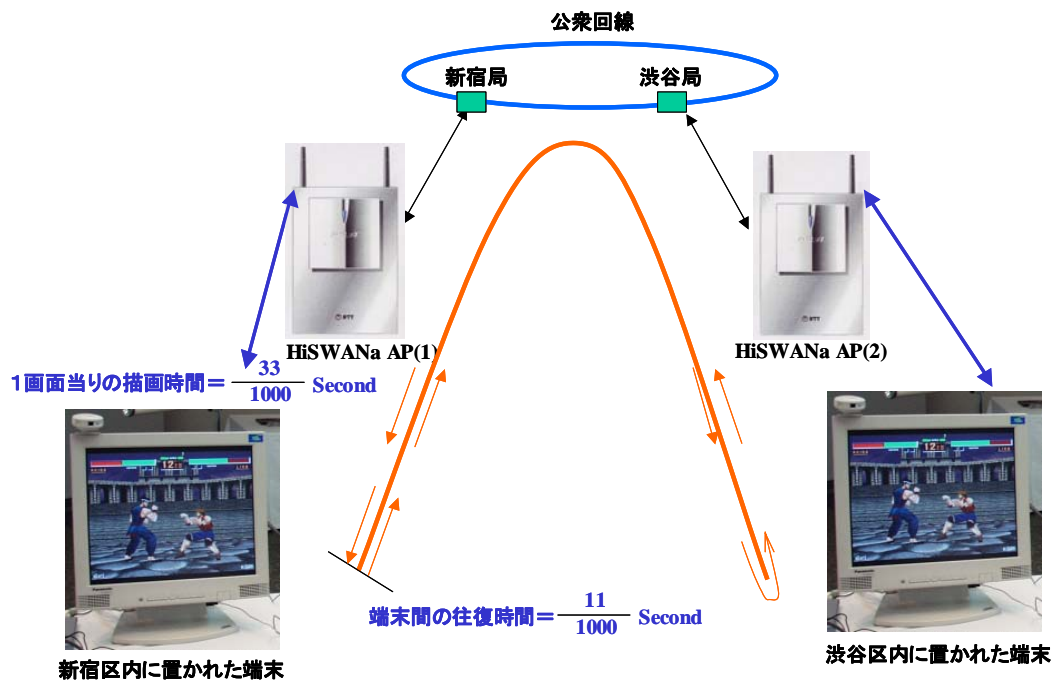 公衆回線
新宿局
渋谷局
NTT
HiSWANa AP(1)
NTT
HiSWANa AP(2)
1画面当りの描画時間＝33/1000 Second
端末間の往復時間＝11/1000 Second
Panasonic
新宿区内に置かれた端末
渋谷区内に置かれた端末